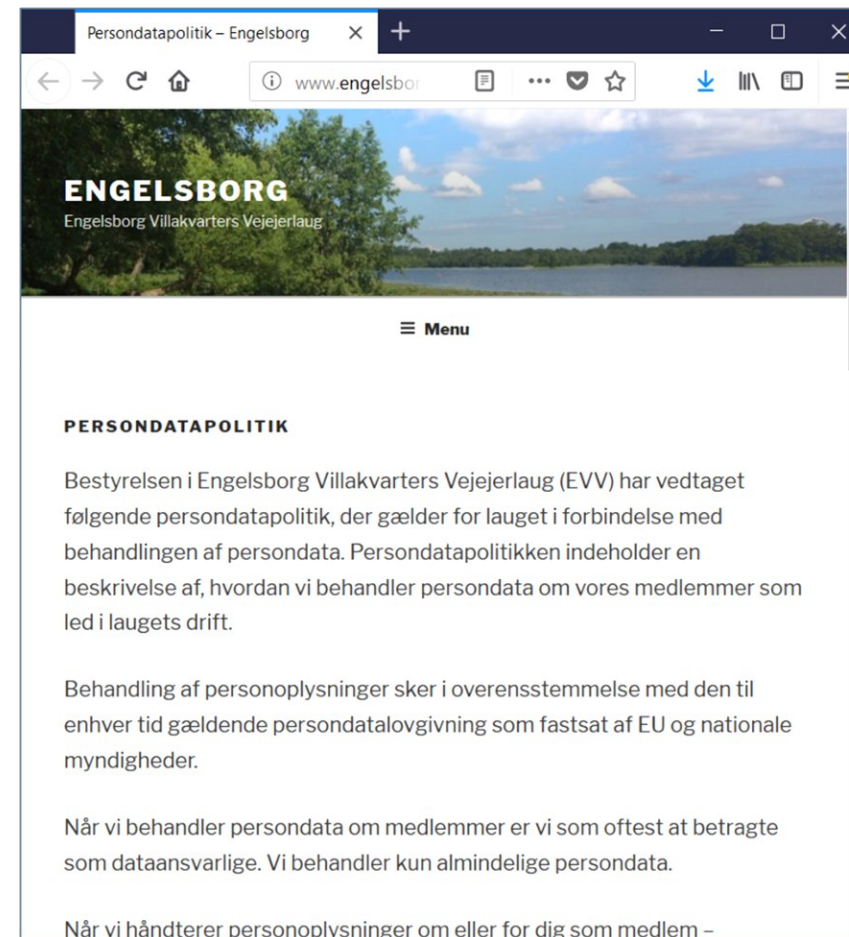 Persondatapolitik – Engelsborg
www.engelsbor
ENGELSBORG
Engelsborg Villakvarters Vejejerlaug
Menu
PERSONDATAPOLITIK
Bestyrelsen i Engelsborg Villakvarters Vejejerlaug (EVV) har vedtaget
følgende persondatapolitik, der gælder for lauget i forbindelse med
behandlingen af persondata. Persondatapolitikken indeholder en
beskrivelse af, hvordan vi behandler persondata om vores medlemmer som
led i laugets drift.
Behandling af personoplysninger sker i overensstemmelse med den til
enhver tid gældende persondatalovgivning som fastsat af EU og nationale
myndigheder.
Når vi behandler persondata om medlemmer er vi som oftest at betragte
som dataansvarlige. Vi behandler kun almindelige persondata.
Når vi håndterer personoplysninger om eller for dig som medlem –